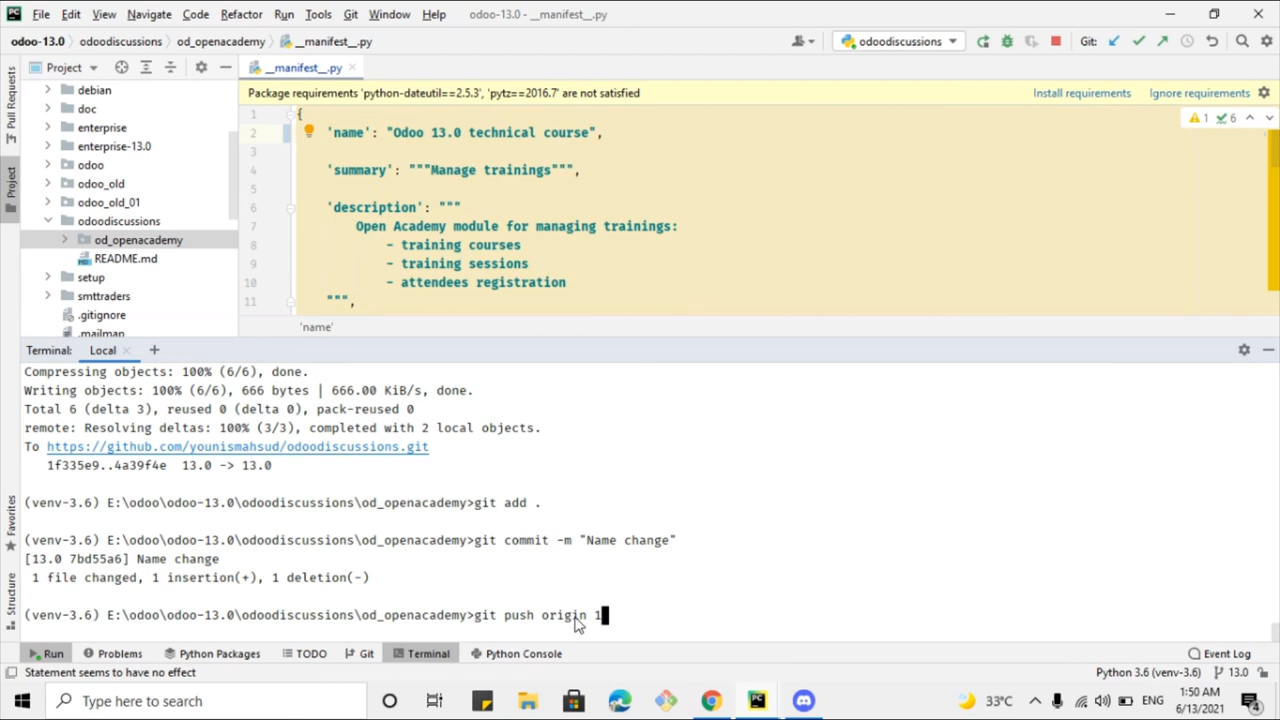 File Edit View Navigate Code Refactor Run Tools Git Window Help odoo-13.0 - __manifest__.py
odoo-13.0 odoodiscussions od_openacademy __manifest__.py odoodiscussions Git:
Project __manifest__.py
Pull Requests
Project
Favorites
Structure
debian
doc
enterprise
enterprise-13.0
odoo
odoo_old
odoo_old_01
odoodiscussions
od_openacademy
README.md
setup
smttraders
.gitignore
.mailmap
Package requirements 'python-dateutil==2.5.3', 'pytz==2016.7' are not satisfied Install requirements Ignore requirements
1 6
1 {
2 'name': "Odoo 13.0 technical course",
3
4 'summary': """Manage trainings""",
5
6 'description': """
7 Open Academy module for managing trainings:
8 - training courses
9 - training sessions
10 - attendees registration
11 """,
'name'
Terminal: Local
Compressing objects: 100% (6/6), done.
Writing objects: 100% (6/6), 666 bytes | 666.00 KiB/s, done.
Total 6 (delta 3), reused 0 (delta 0), pack-reused 0
remote: Resolving deltas: 100% (3/3), completed with 2 local objects.
To https://github.com/younismahsud/odoodiscussions.git
1f335e9..4a39f4e 13.0 -> 13.0
(venv-3.6) E:\odoo\odoo-13.0\odoodiscussions\od_openacademy>git add .
(venv-3.6) E:\odoo\odoo-13.0\odoodiscussions\od_openacademy>git commit -m "Name change"
[13.0 7bd55a6] Name change
1 file changed, 1 insertion(+), 1 deletion(-)
(venv-3.6) E:\odoo\odoo-13.0\odoodiscussions\od_openacademy>git push origin 1
Run Problems Python Packages TODO Git Terminal Python Console Event Log
Statement seems to have no effect Python 3.6 (venv-3.6) 13.0
Type here to search 33°C ENG 1:50 AM
6/13/2021 4